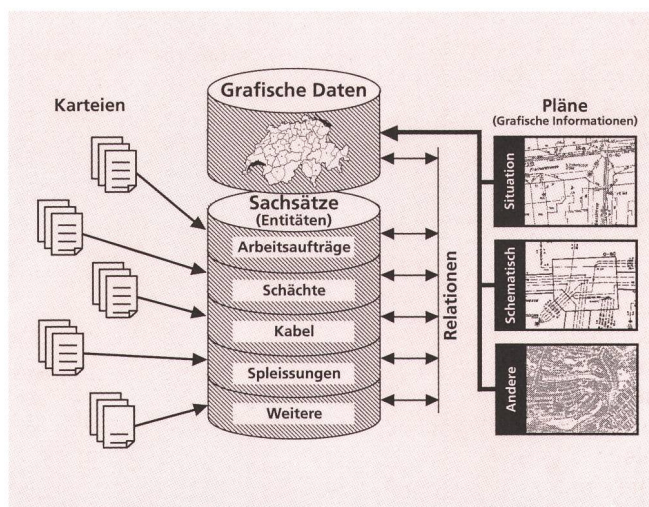 Karteien
Grafische Daten
Sachsätze
(Entitäten)
Arbeitsaufträge
Schächte
Kabel
Spleissungen
Weitere
Relationen
Pläne
(Grafische Informationen)
Situation
Schematisch
Andere